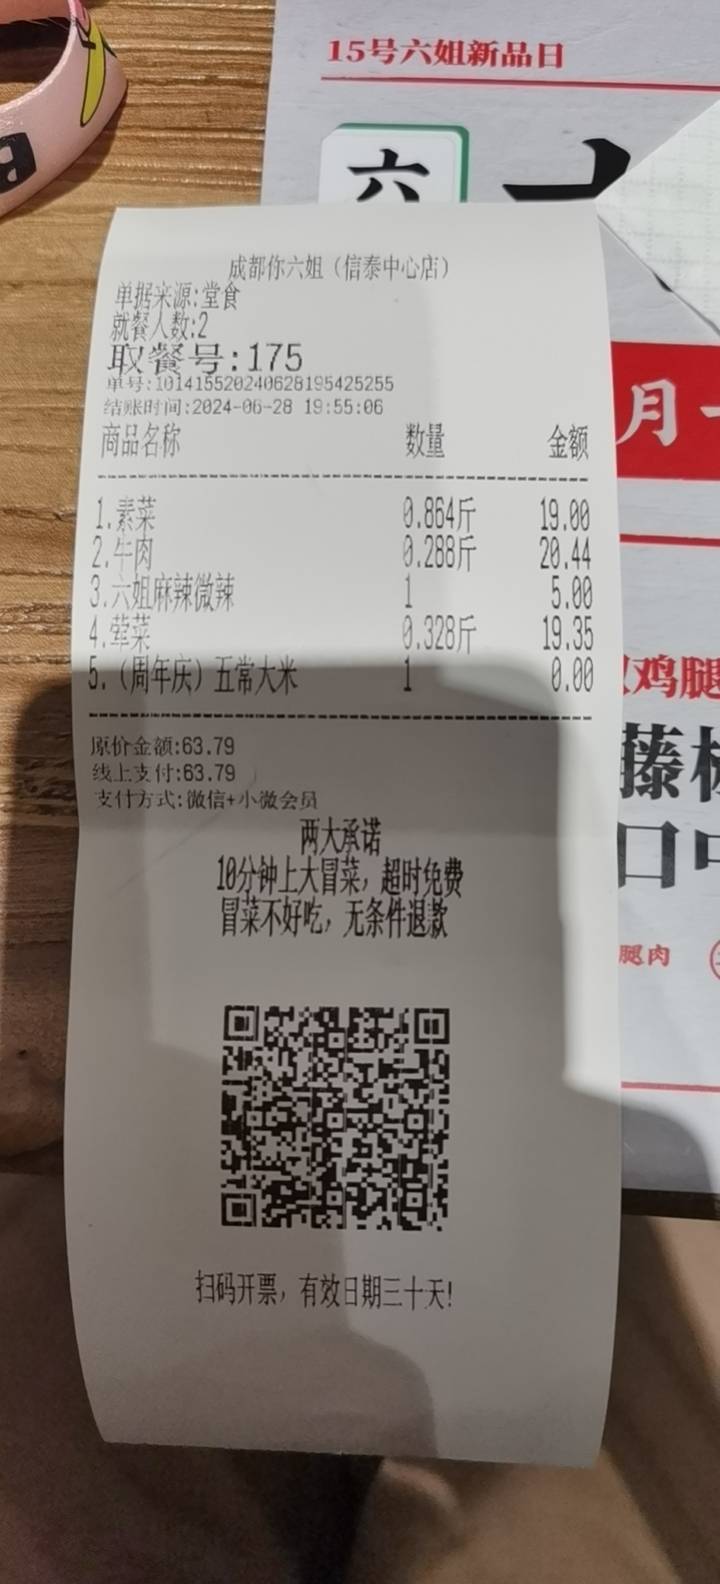 15号六姐新品日
六
成都你六姐（信泰中心店）
单据来源:堂食
就餐人数:2
取餐号:175
单号:101415520240628195425255
结账时间:2024-06-28 19:55:06
商品名称 数量 金额
1.素菜 0.864斤 19.00
2.牛肉 0.288斤 20.44
3.六姐麻辣微辣 1 5.00
4.荤菜 0.328斤 19.35
5.（周年庆）五常大米 1 0.00
原价金额:63.79
线上支付:63.79
支付方式:微信+小微会员
两大承诺
10分钟上大冒菜，超时免费
冒菜不好吃，无条件退款
扫码开票，有效日期三十天!
月
鸡腿
藤
口
腿肉